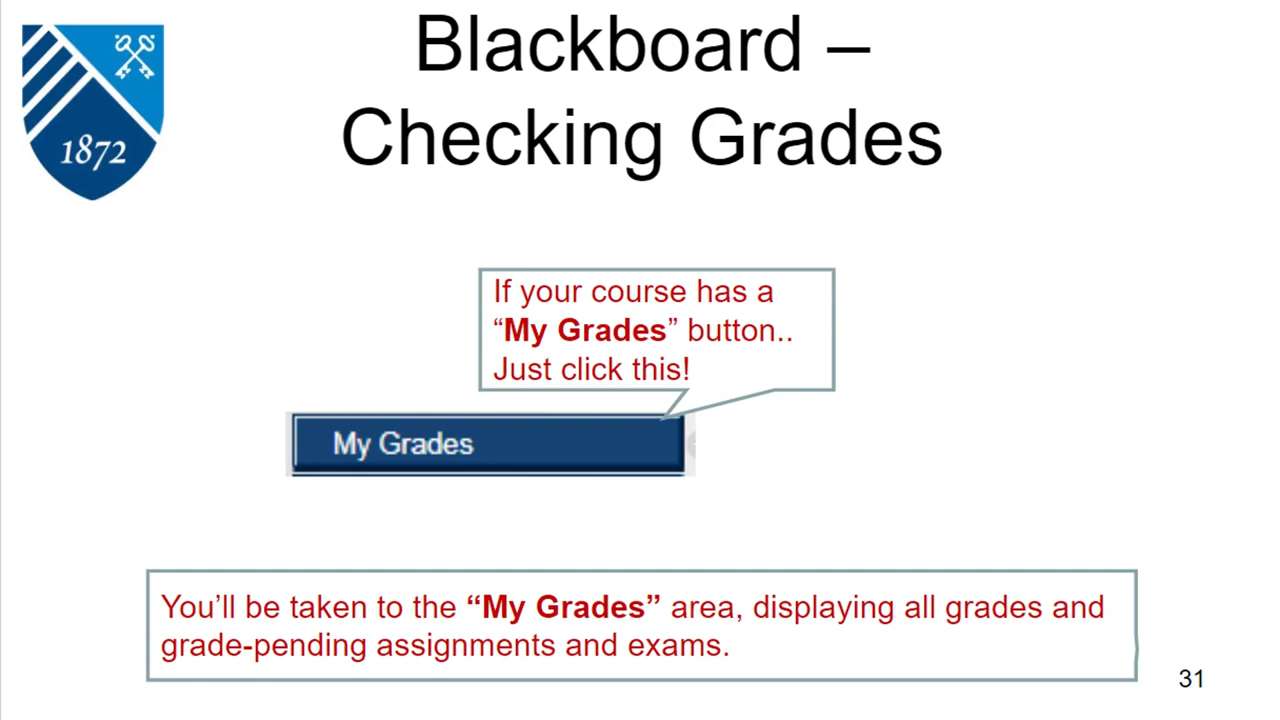 Blackboard –
Checking Grades
1872
If your course has a
“My Grades” button..
Just click this!
My Grades
You’ll be taken to the “My Grades” area, displaying all grades and
grade-pending assignments and exams.
31